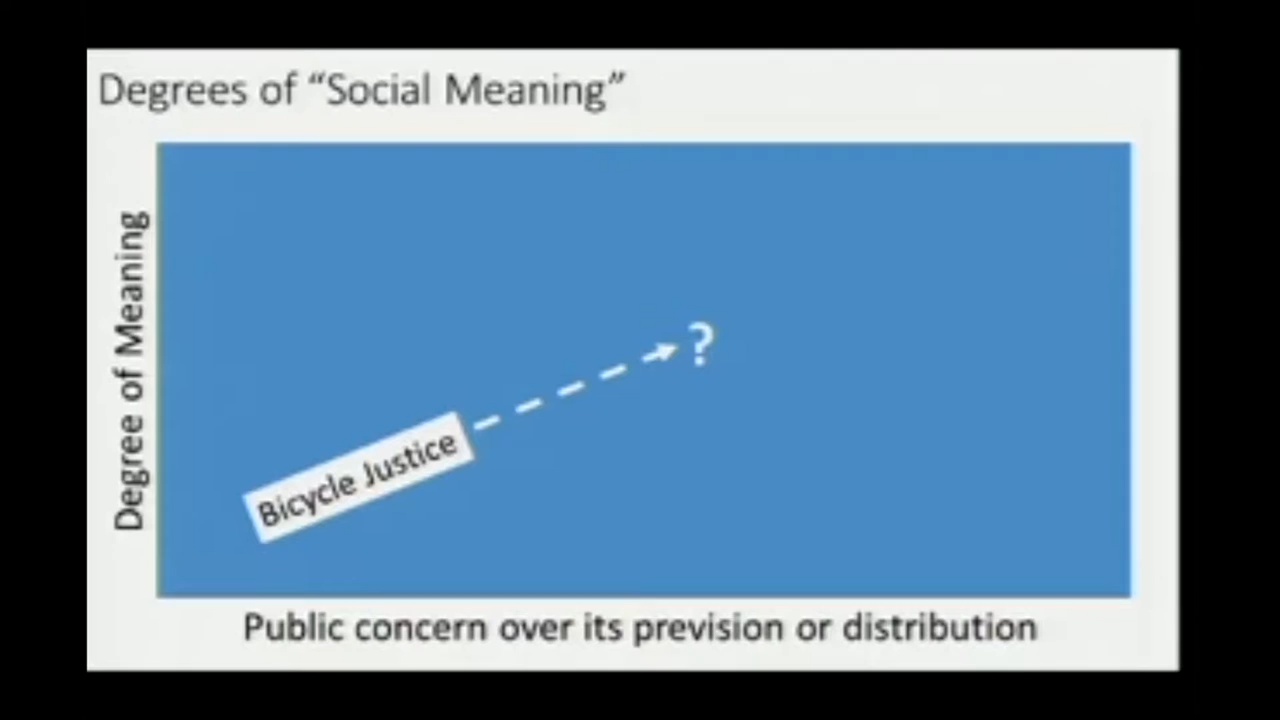 Degrees of “Social Meaning”
Degree of Meaning
?
Bicycle Justice
Public concern over its prevision or distribution